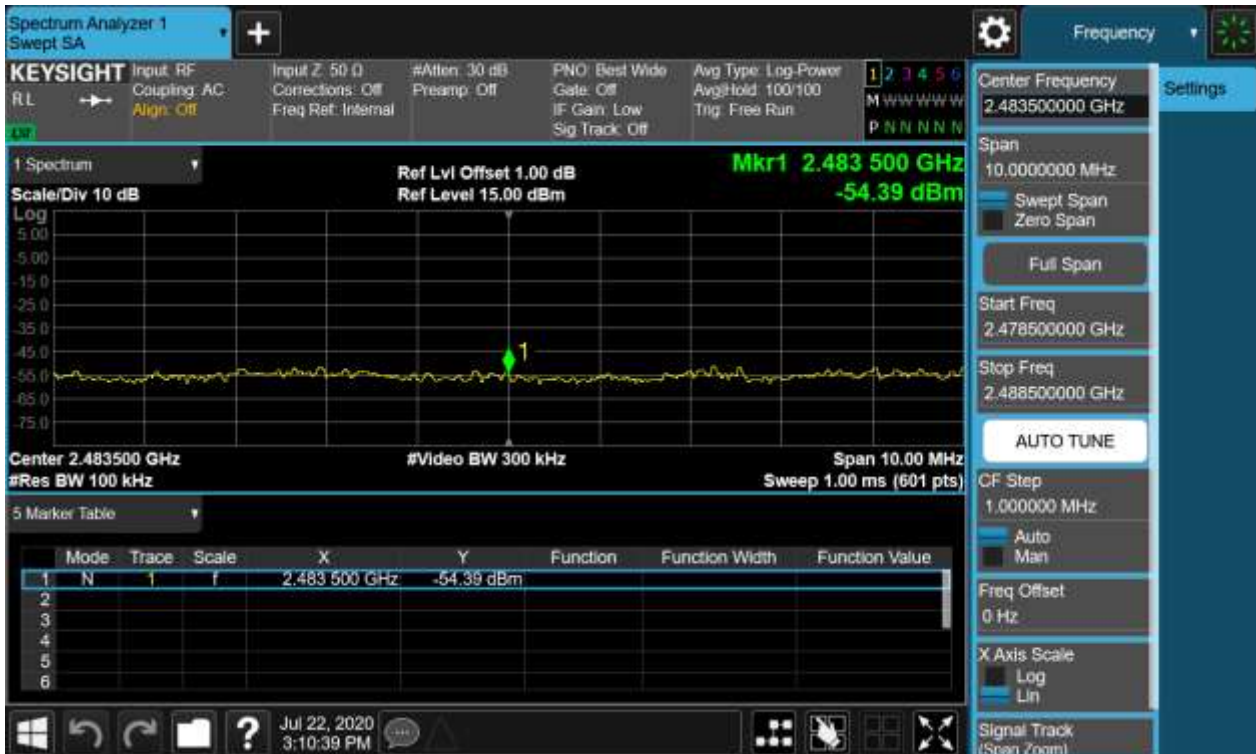 Spectrum Analyzer 1
Swept SA
+
Frequency
KEYSIGHT
RL
Input: RF
Coupling: AC
Align: Off
Input Z: 50 Ω
Corrections: Off
Freq Ref: Internal
#Atten: 30 dB
Preamp: Off
PNO: Best Wide
Gate: Off
IF Gain: Low
Sig Track: Off
Avg Type: Log-Power
Avg|Hold: 100/100
Trig: Free Run
1 2 3 4 5 6
M W W W W W
P N N N N N
Center Frequency
2.483500000 GHz
Settings
Span
10.0000000 MHz
Swept Span
Zero Span
Full Span
Start Freq
2.478500000 GHz
Stop Freq
2.488500000 GHz
AUTO TUNE
CF Step
1.000000 MHz
Auto
Man
Freq Offset
0 Hz
X Axis Scale
Log
Lin
Signal Track
(Span Zoom)
1 Spectrum
Scale/Div 10 dB
Ref Lvl Offset 1.00 dB
Ref Level 15.00 dBm
Mkr1 2.483 500 GHz
-54.39 dBm
Log
5.00
-5.00
-15.0
-25.0
-35.0
-45.0
-55.0
-65.0
-75.0
1
Center 2.483500 GHz
#Res BW 100 kHz
#Video BW 300 kHz
Span 10.00 MHz
Sweep 1.00 ms (601 pts)
5 Marker Table
Mode Trace Scale X Y Function Function Width Function Value
1 N 1 f 2.483 500 GHz -54.39 dBm
2
3
4
5
6
?
Jul 22, 2020
3:10:39 PM